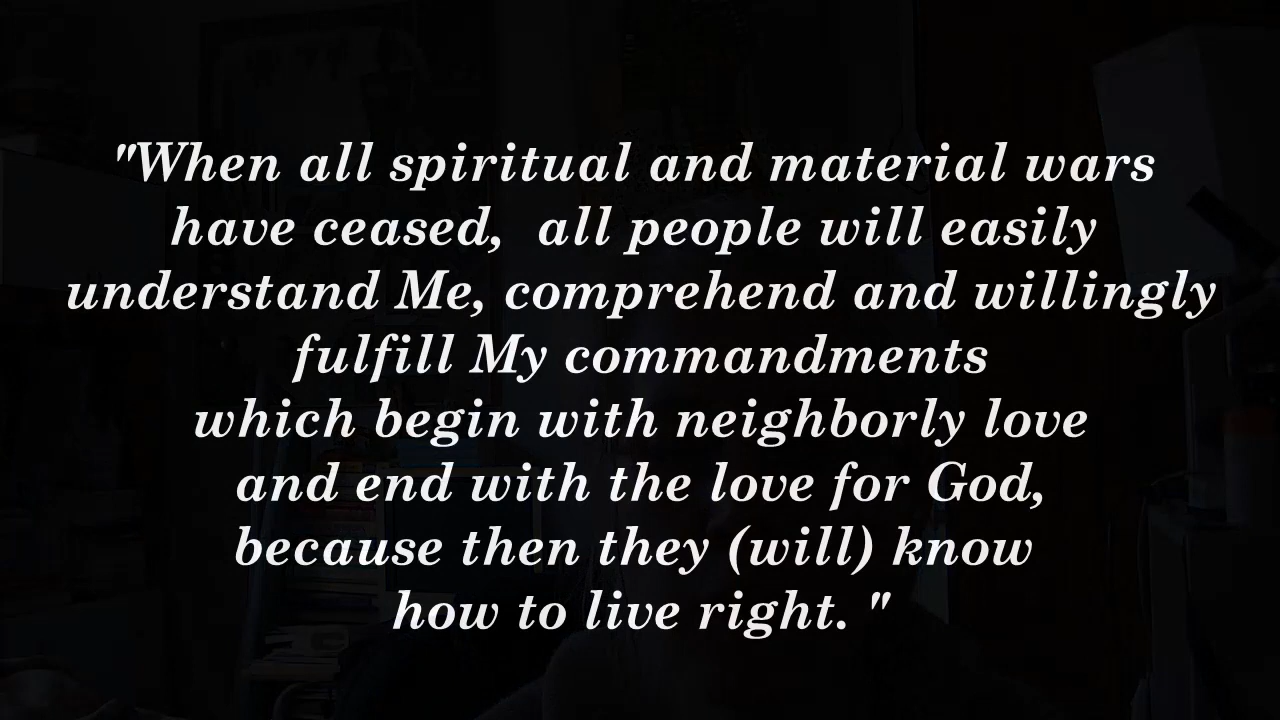 "When all spiritual and material wars
have ceased,  all people will easily
understand Me, comprehend and willingly
fulfill My commandments
which begin with neighborly love
and end with the love for God,
because then they (will) know
how to live right. "